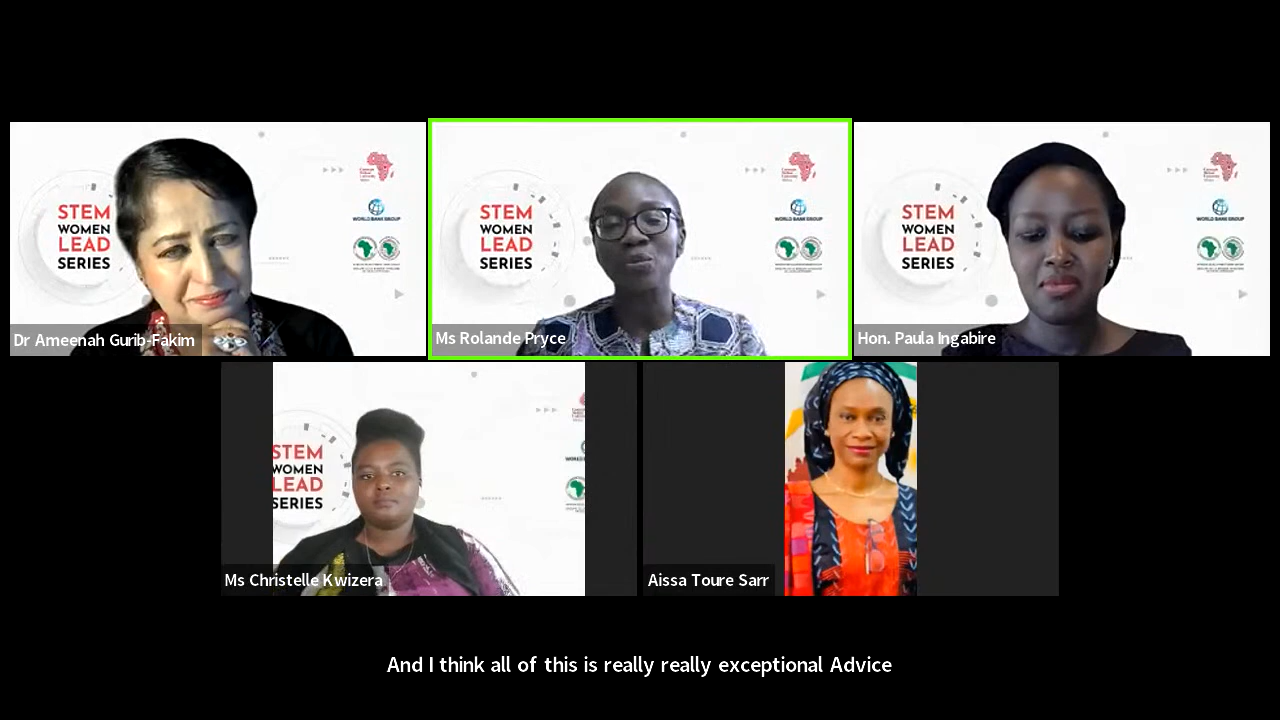 STEM
WOMEN
LEAD
SERIES
WORLD BANK GROUP
Dr Ameenah Gurib-Fakim
STEM
WOMEN
LEAD
SERIES
WORLD BANK GROUP
Ms Rolande Pryce
STEM
WOMEN
LEAD
SERIES
WORLD BANK GROUP
Hon. Paula Ingabire
STEM
WOMEN
LEAD
SERIES
Ms Christelle Kwizera
Aissa Toure Sarr
And I think all of this is really really exceptional Advice